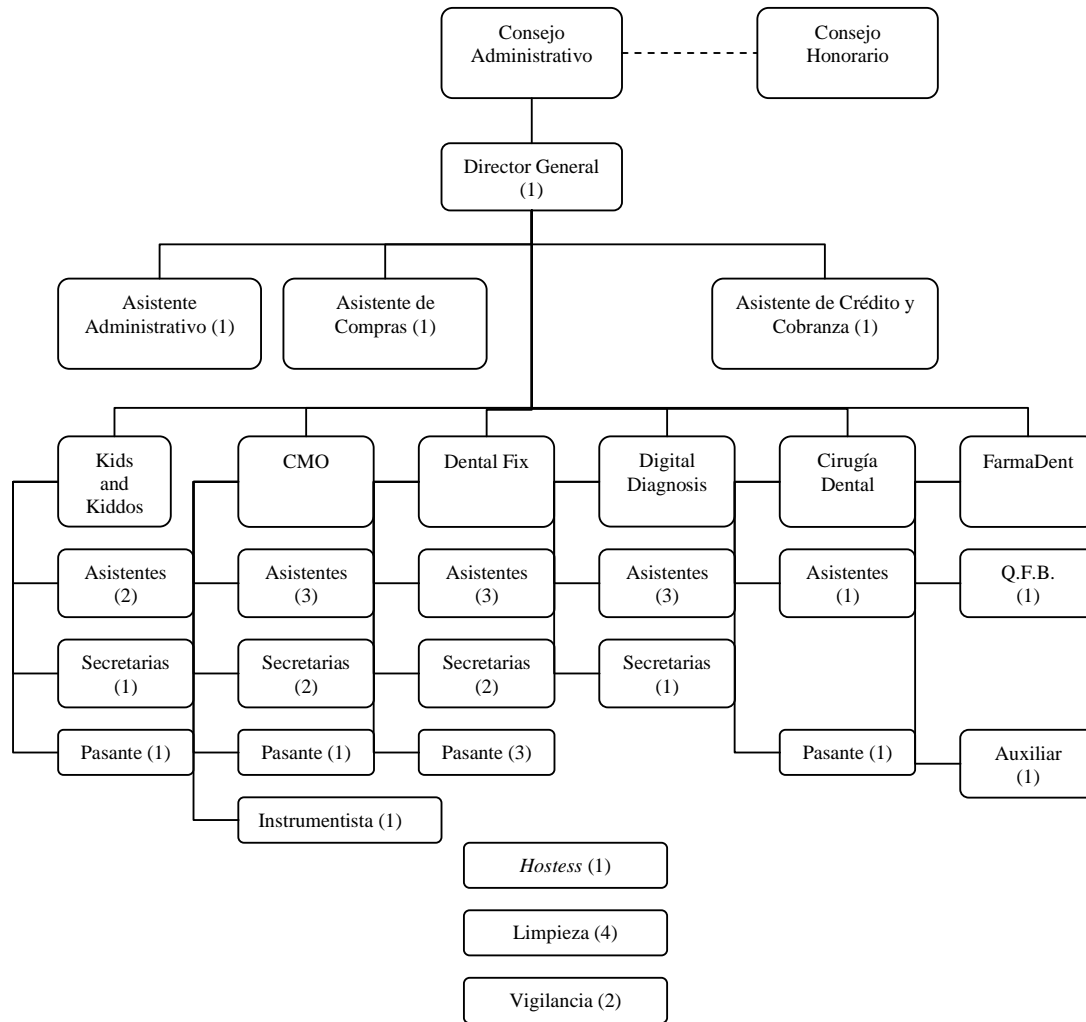 Consejo
Administrativo
Consejo
Honorario
Director General
(1)
Asistente
Administrativo (1)
Asistente de
Compras (1)
Asistente de Crédito y
Cobranza (1)
Kids
and
Kiddos
CMO
Dental Fix
Digital
Diagnosis
Cirugía
Dental
FarmaDent
Asistentes
(2)
Asistentes
(3)
Asistentes
(3)
Asistentes
(3)
Asistentes
(1)
Q.F.B.
(1)
Secretarias
(1)
Secretarias
(2)
Secretarias
(2)
Secretarias
(1)
Pasante (1)
Pasante (1)
Pasante (3)
Pasante (1)
Auxiliar
(1)
Instrumentista (1)
Hostess (1)
Limpieza (4)
Vigilancia (2)